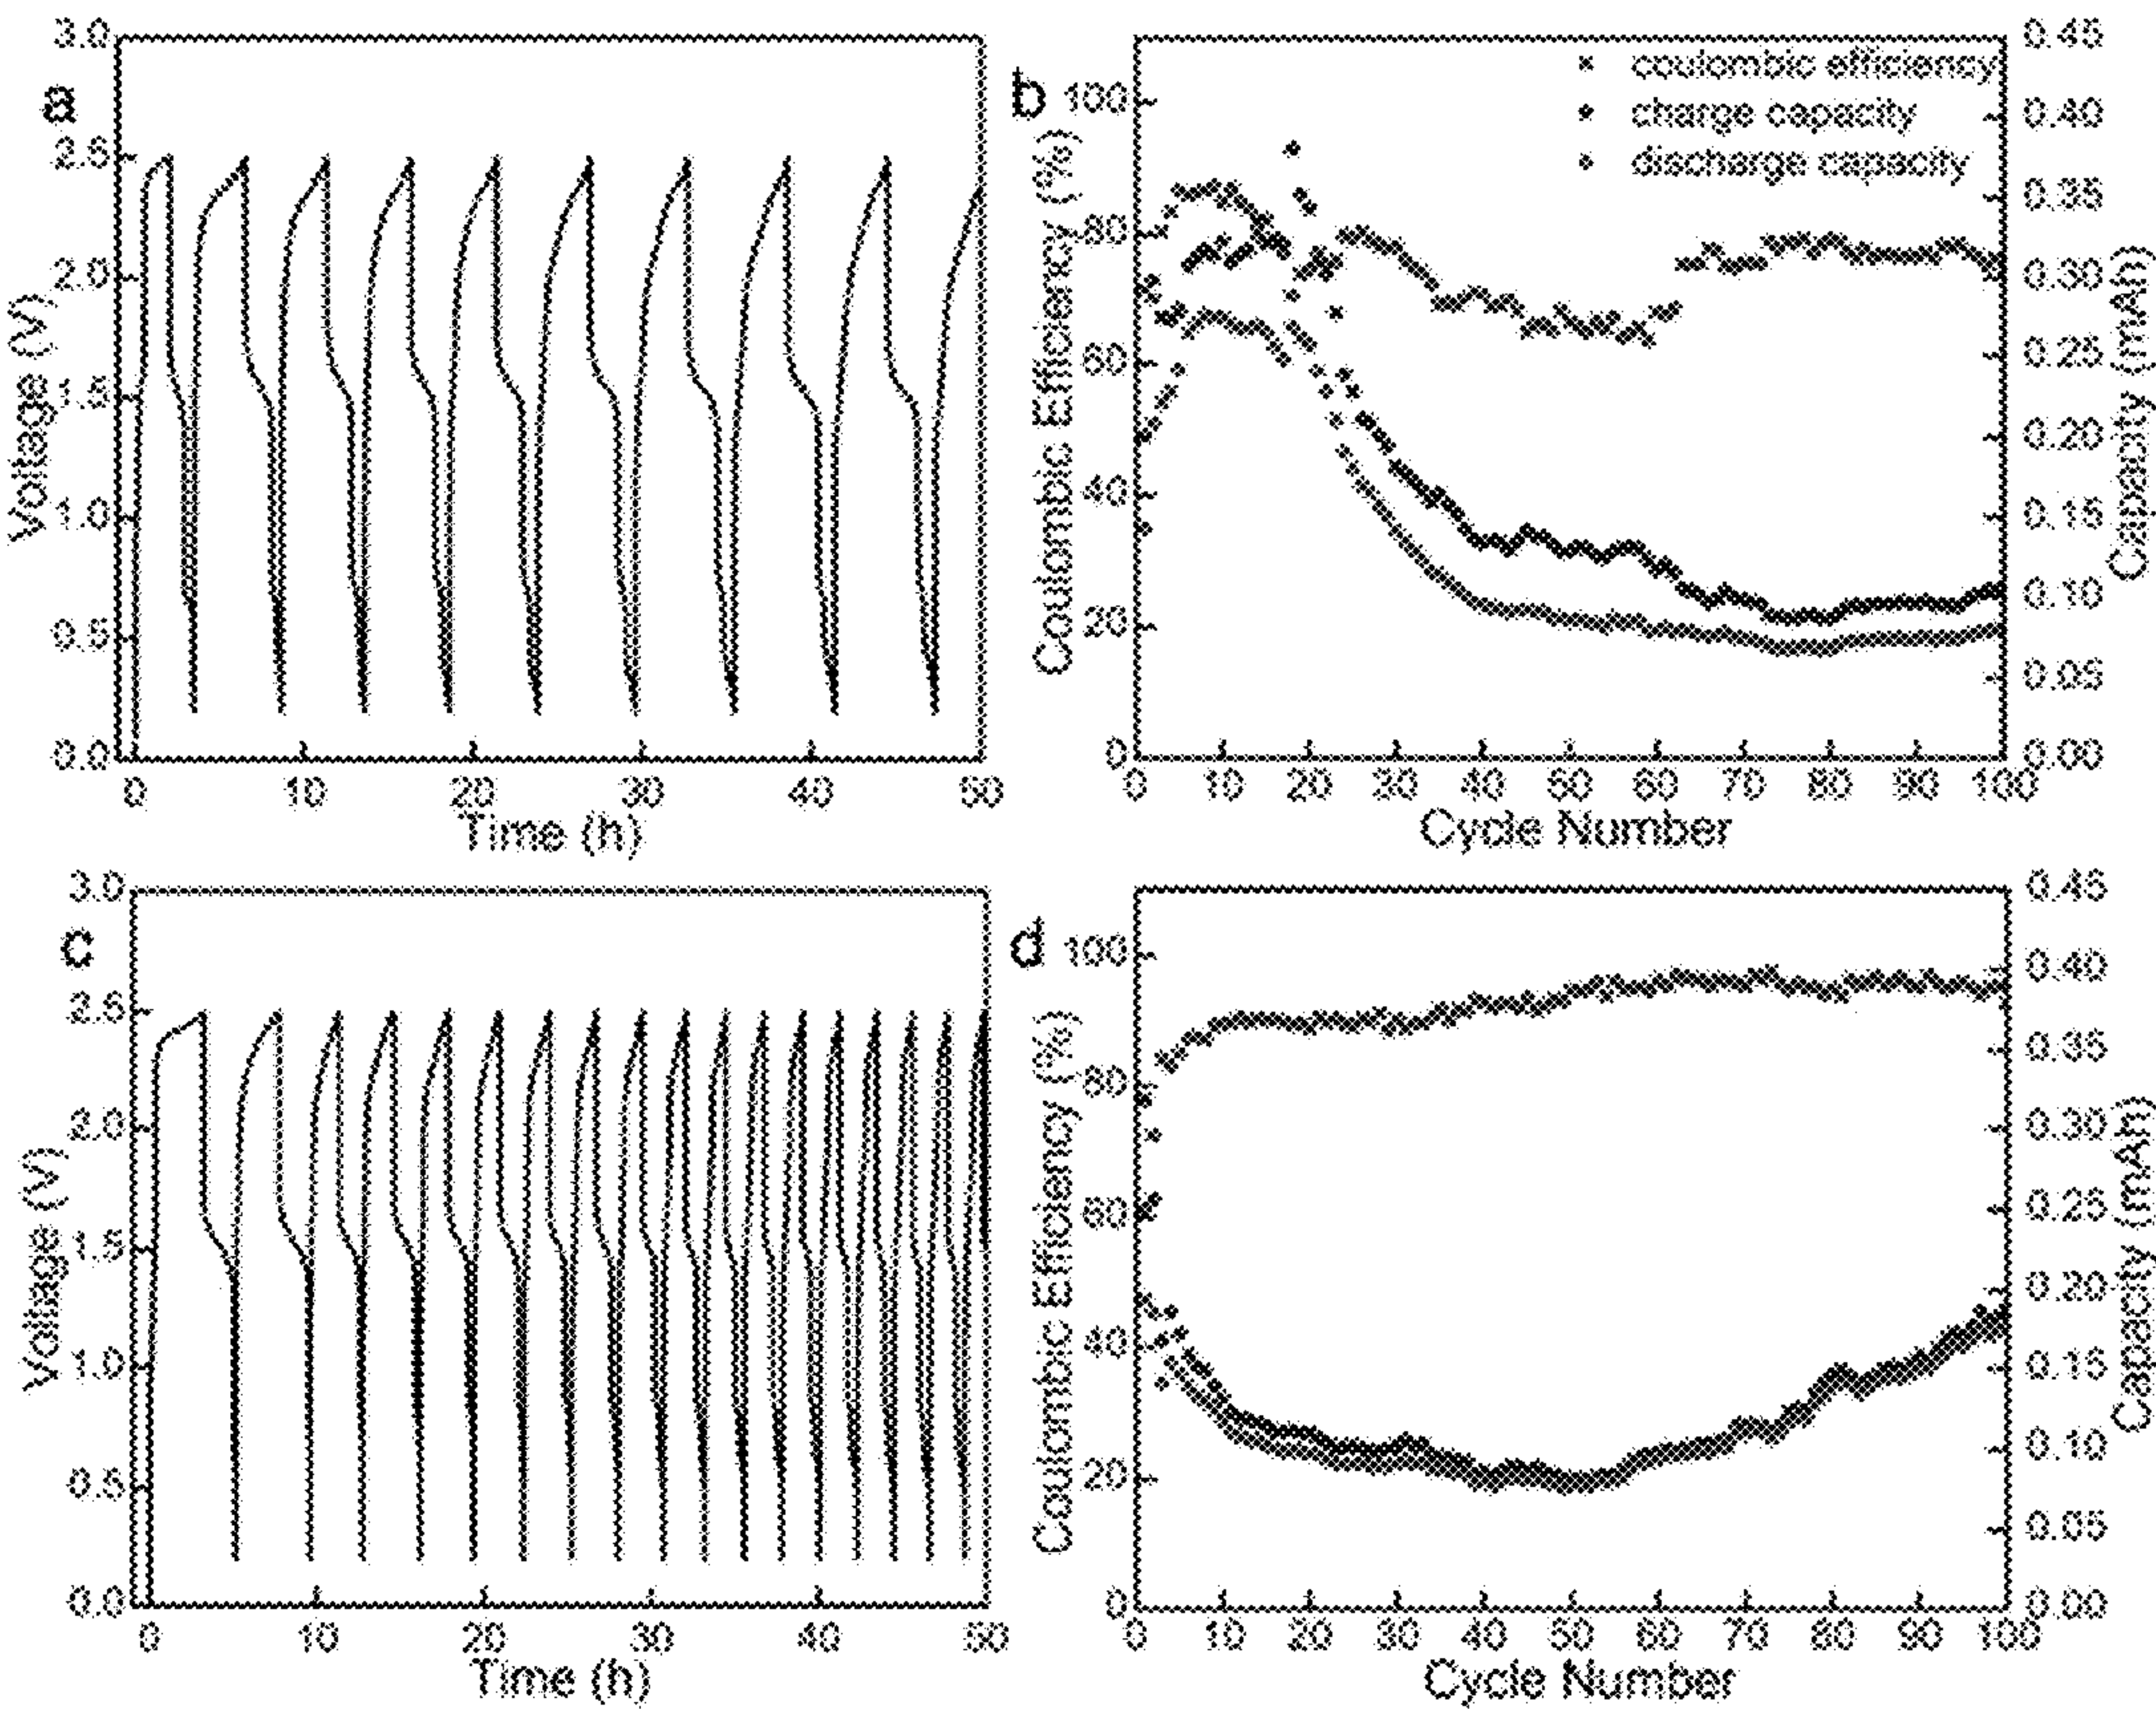 a
3.0
2.5
2.0
1.5
1.0
0.5
0.0
Voltage (V)
0 10 20 30 40 50
Time (h)
b
100
80
60
40
20
0
Coulombic Efficiency (%)
coulombic efficiency
charge capacity
discharge capacity
0.45
0.40
0.35
0.30
0.25
0.20
0.15
0.10
0.05
0.00
Capacity (mAh)
0 10 20 30 40 50 60 70 80 90 100
Cycle Number
c
3.0
2.5
2.0
1.5
1.0
0.5
0.0
Voltage (V)
0 10 20 30 40 50
Time (h)
d
100
80
60
40
20
0
Coulombic Efficiency (%)
0.45
0.40
0.35
0.30
0.25
0.20
0.15
0.10
0.05
0.00
Capacity (mAh)
0 10 20 30 40 50 60 70 80 90 100
Cycle Number